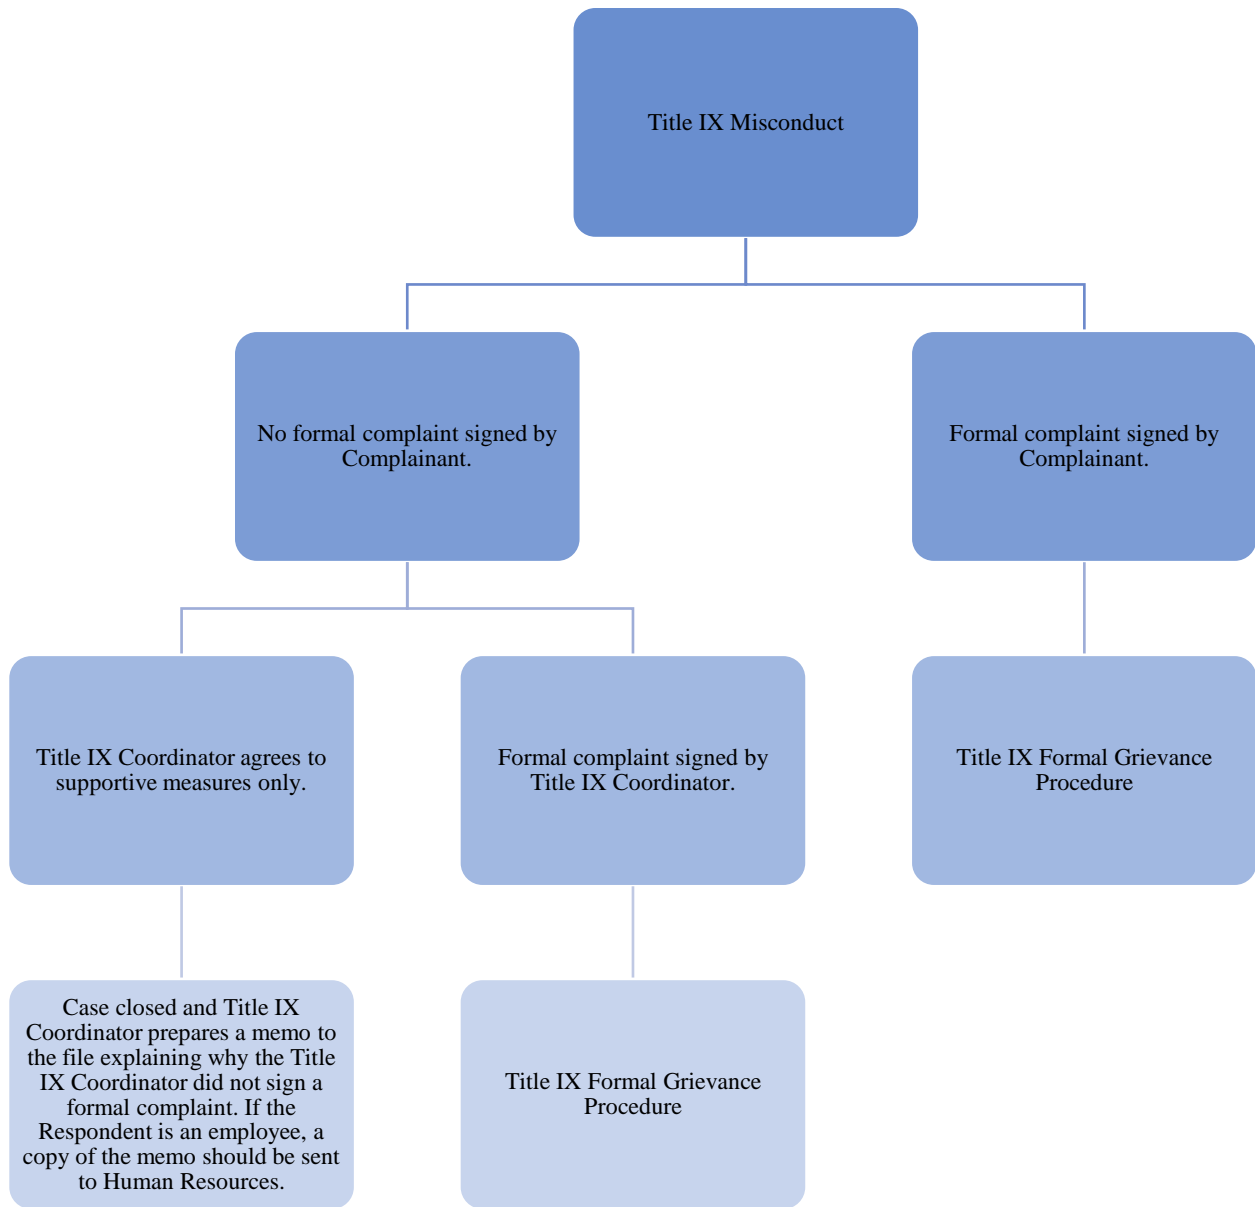 Title IX Misconduct
No formal complaint signed by
Complainant.
Formal complaint signed by
Complainant.
Title IX Coordinator agrees to
supportive measures only.
Formal complaint signed by
Title IX Coordinator.
Title IX Formal Grievance
Procedure
Case closed and Title IX
Coordinator prepares a memo to
the file explaining why the Title
IX Coordinator did not sign a
formal complaint. If the
Respondent is an employee, a
copy of the memo should be sent
to Human Resources.
Title IX Formal Grievance
Procedure